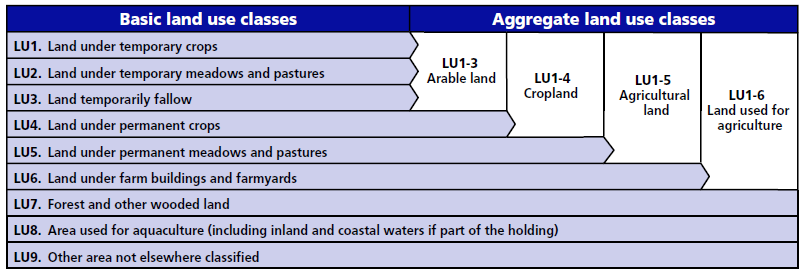 Basic land use classes
Aggregate land use classes
LU1. Land under temporary crops
LU2. Land under temporary meadows and pastures
LU3. Land temporarily fallow
LU4. Land under permanent crops
LU5. Land under permanent meadows and pastures
LU6. Land under farm buildings and farmyards
LU7. Forest and other wooded land
LU8. Area used for aquaculture (including inland and coastal waters if part of the holding)
LU9. Other area not elsewhere classified
LU1-3
Arable land
LU1-4
Cropland
LU1-5
Agricultural
land
LU1-6
Land used for
agriculture